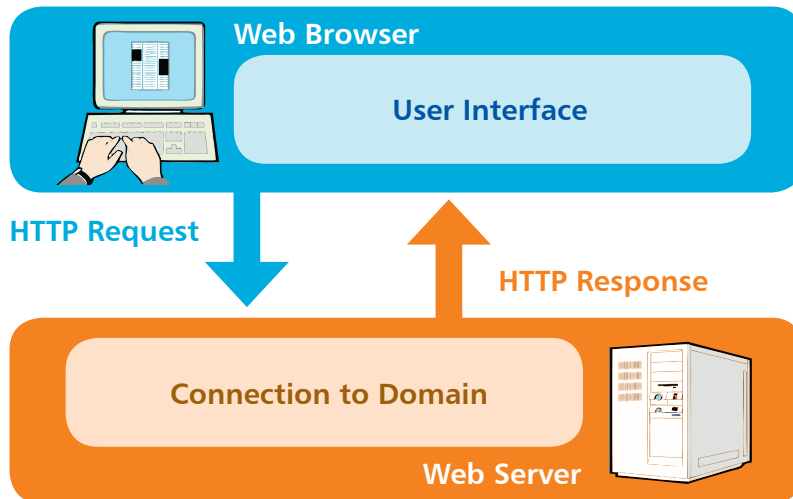 Web Browser
User Interface
HTTP Request
HTTP Response
Connection to Domain
Web Server